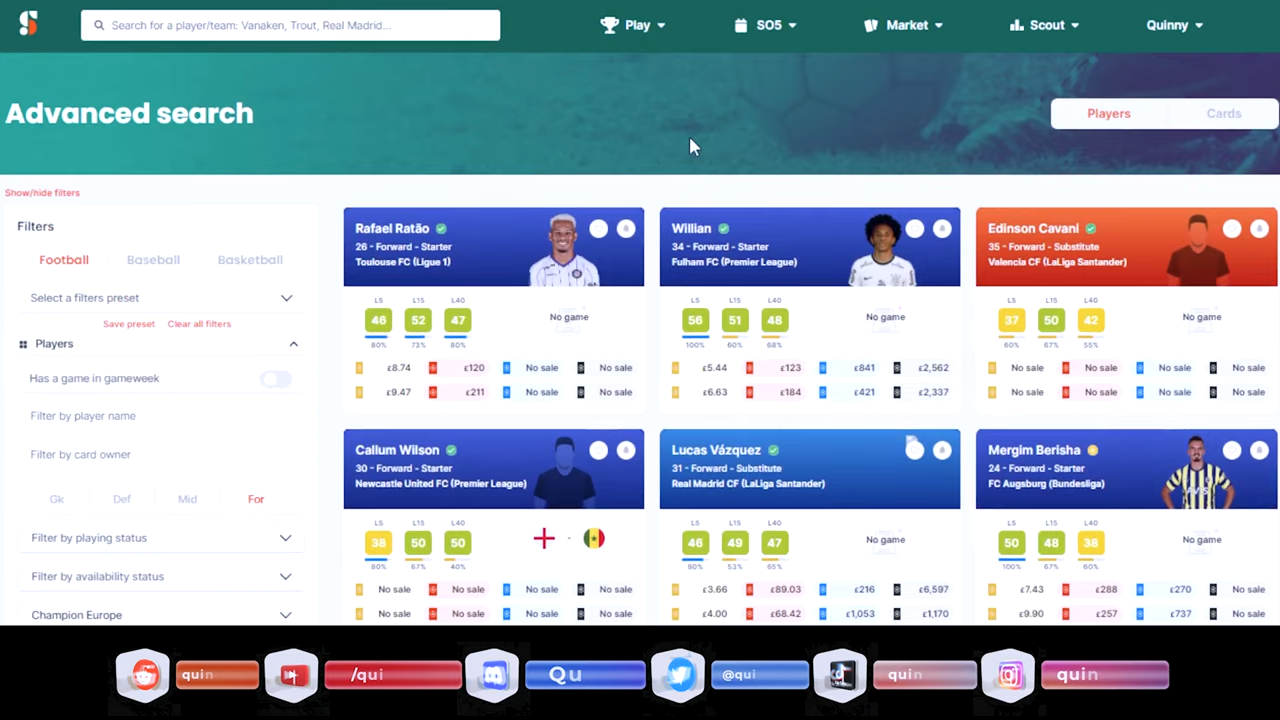 Search for a player/team: Vanaken, Trout, Real Madrid...
Play
SO5
Market
Scout
Quinny
Advanced search
Players
Cards
Show/hide filters
Filters
Football
Baseball
Basketball
Select a filters preset
Save preset
Clear all filters
Players
Has a game in gameweek
Filter by player name
Filter by card owner
Gk
Def
Mid
For
Filter by playing status
Filter by availability status
Champion Europe
Rafael Ratão
26 - Forward - Starter
Toulouse FC (Ligue 1)
L5 L15 L40
46 52 47
80% 73% 80%
No game
£8.74 £120 No sale No sale
£9.47 £211 No sale No sale
Willian
34 - Forward - Starter
Fulham FC (Premier League)
L5 L15 L40
56 51 48
100% 60% 68%
No game
£5.44 £123 £841 £2,562
£6.63 £184 £421 £2,337
Edinson Cavani
35 - Forward - Substitute
Valencia CF (LaLiga Santander)
L5 L15 L40
37 50 42
60% 67% 55%
No game
No sale No sale No sale No sale
No sale No sale No sale No sale
Callum Wilson
30 - Forward - Starter
Newcastle United FC (Premier League)
L5 L15 L40
38 50 50
80% 67% 40%
-
No sale No sale No sale No sale
No sale No sale No sale No sale
Lucas Vázquez
31 - Forward - Substitute
Real Madrid CF (LaLiga Santander)
L5 L15 L40
46 49 47
80% 53% 65%
No game
£3.66 £89.03 £216 £6,597
£4.00 £68.42 £1,053 £1,170
Mergim Berisha
24 - Forward - Starter
FC Augsburg (Bundesliga)
L5 L15 L40
50 48 38
100% 67% 60%
No game
£7.43 £288 £270 No sale
£9.90 £257 £737 No sale
quin
/qui
Qu
@qui
quin
quin